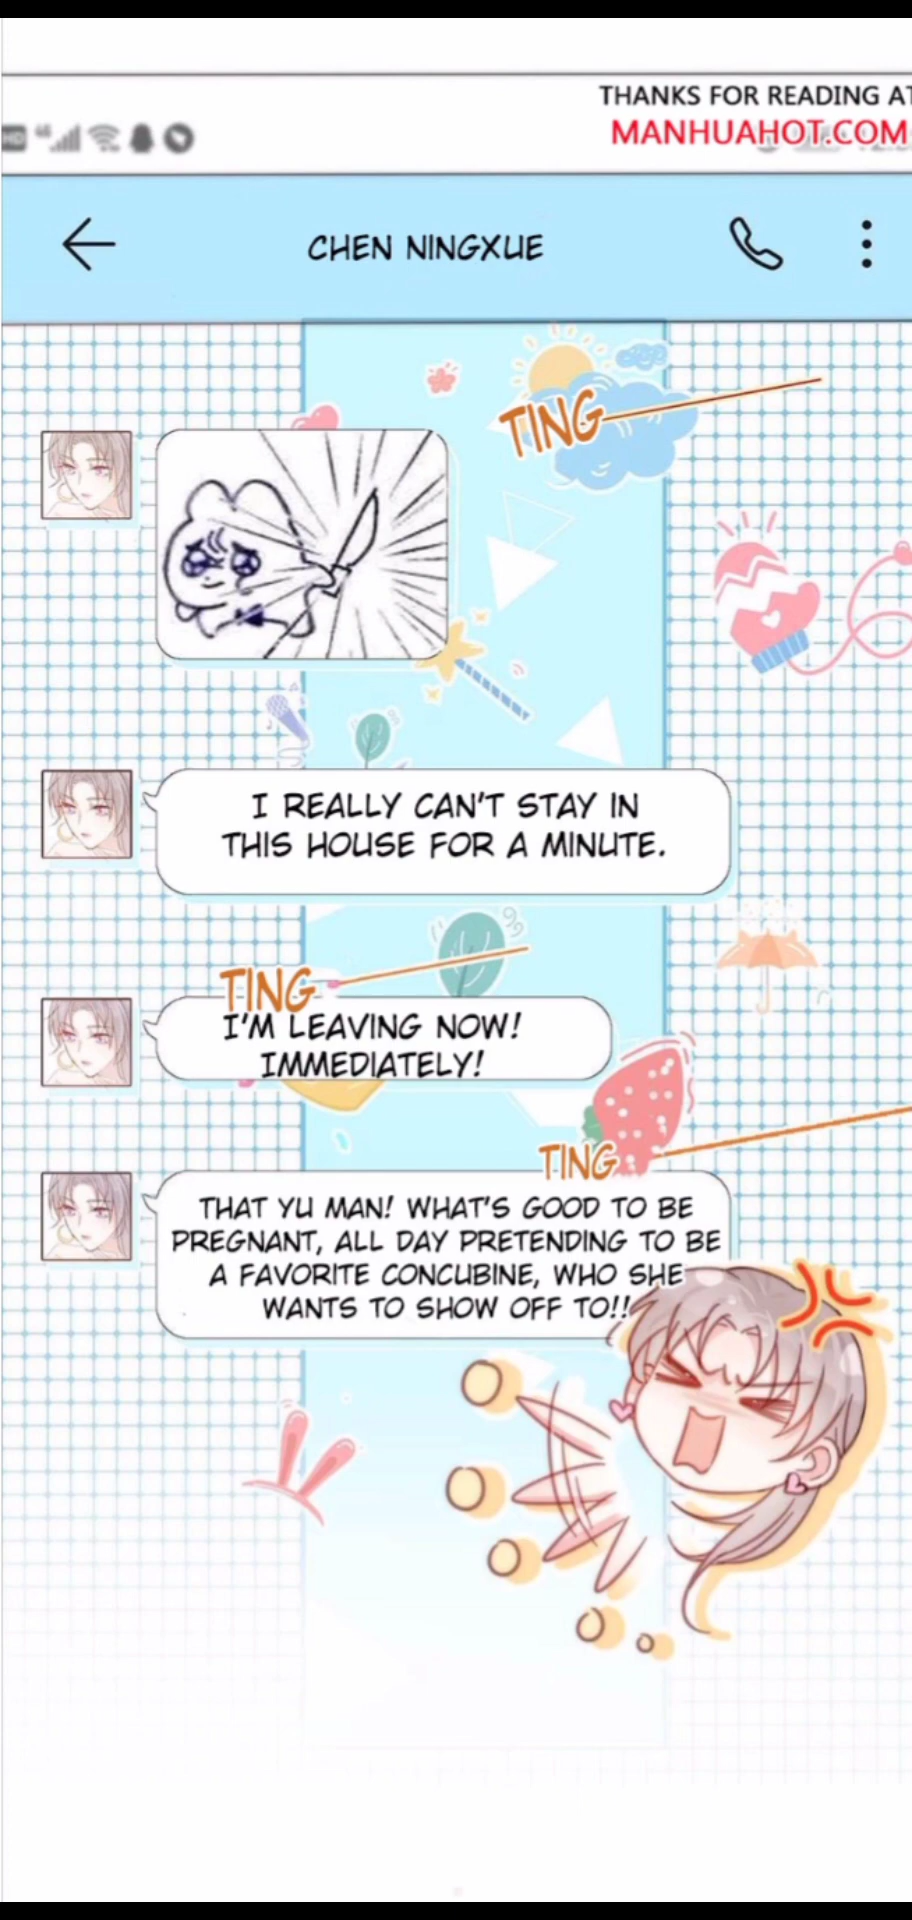 THANKS FOR READING AT
MANHUAHOT.COM
HD
CHEN NINGXUE
TING
I REALLY CAN'T STAY IN
THIS HOUSE FOR A MINUTE.
TING
I'M LEAVING NOW!
IMMEDIATELY!
TING
THAT YU MAN! WHAT'S GOOD TO BE
PREGNANT, ALL DAY PRETENDING TO BE
A FAVORITE CONCUBINE, WHO SHE
WANTS TO SHOW OFF TO!!